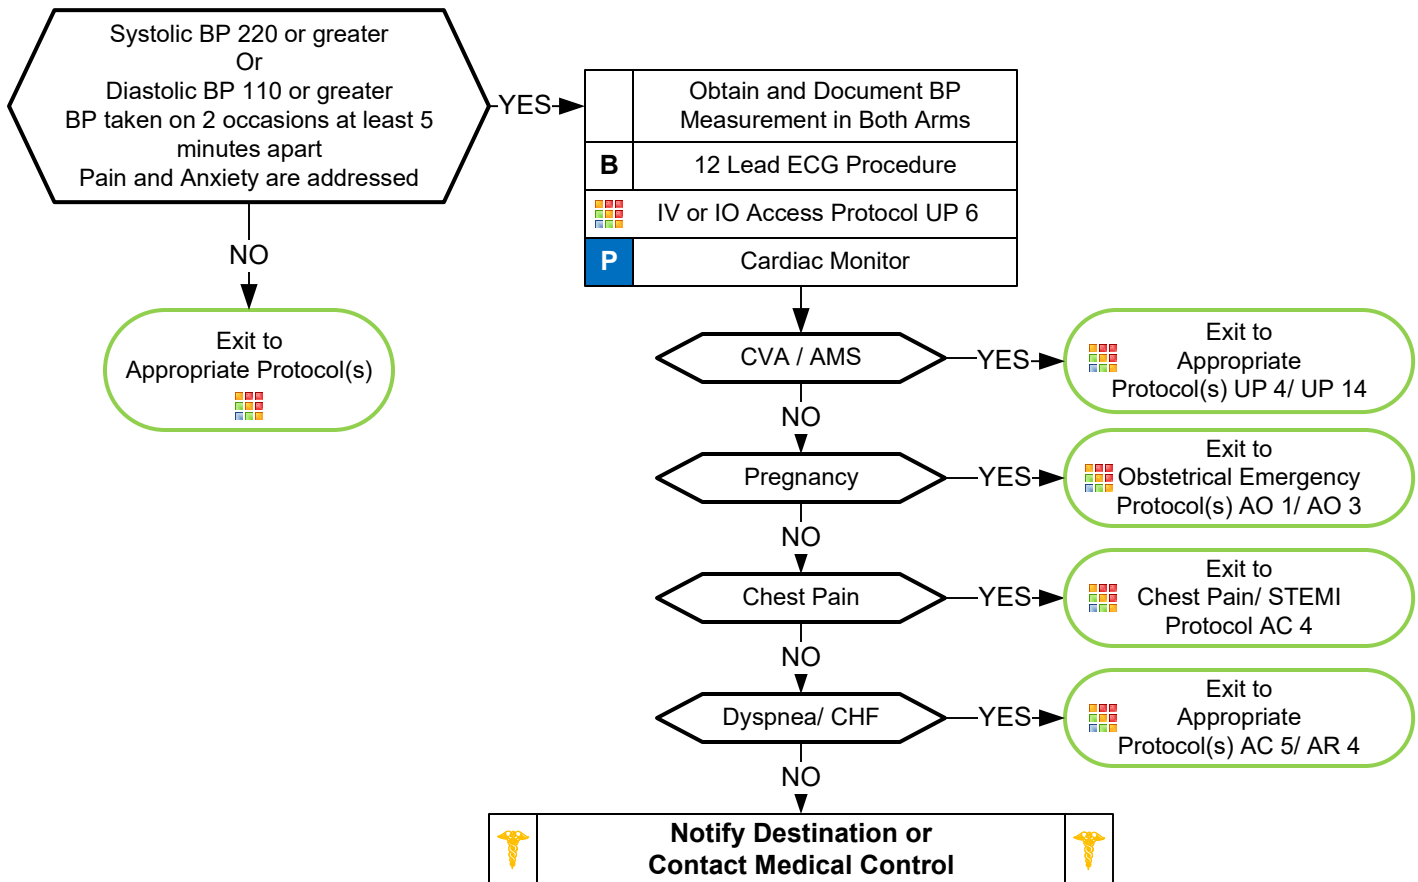 Systolic BP 220 or greater
Or
Diastolic BP 110 or greater
BP taken on 2 occasions at least 5
minutes apart
Pain and Anxiety are addressed
YES
NO
Exit to
Appropriate Protocol(s)
Obtain and Document BP
Measurement in Both Arms
B
12 Lead ECG Procedure
IV or IO Access Protocol UP 6
P
Cardiac Monitor
CVA / AMS
YES
Exit to
Appropriate
Protocol(s) UP 4/ UP 14
NO
Pregnancy
YES
Exit to
Obstetrical Emergency
Protocol(s) AO 1/ AO 3
NO
Chest Pain
YES
Exit to
Chest Pain/ STEMI
Protocol AC 4
NO
Dyspnea/ CHF
YES
Exit to
Appropriate
Protocol(s) AC 5/ AR 4
NO
Notify Destination or
Contact Medical Control